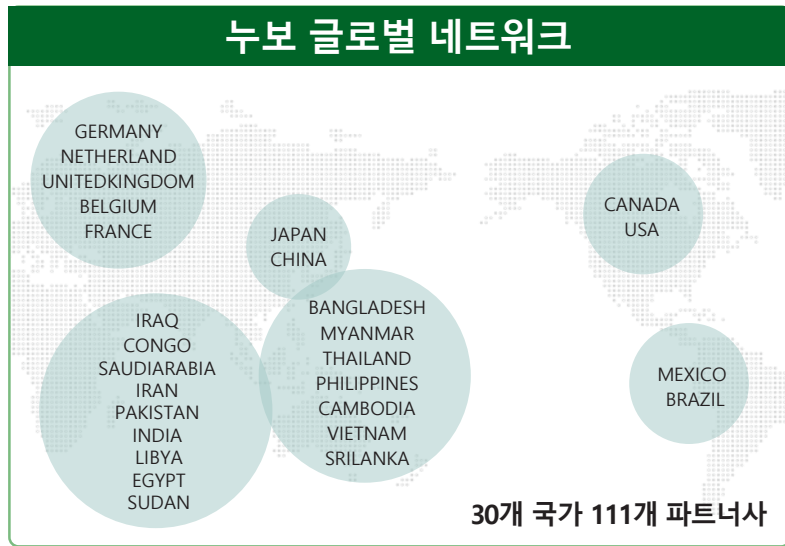 누보 글로벌 네트워크
GERMANY
NETHERLAND
UNITEDKINGDOM
BELGIUM
FRANCE
JAPAN
CHINA
CANADA
USA
IRAQ
CONGO
SAUDIARABIA
IRAN
PAKISTAN
INDIA
LIBYA
EGYPT
SUDAN
BANGLADESH
MYANMAR
THAILAND
PHILIPPINES
CAMBODIA
VIETNAM
SRILANKA
MEXICO
BRAZIL
30개 국가 111개 파트너사